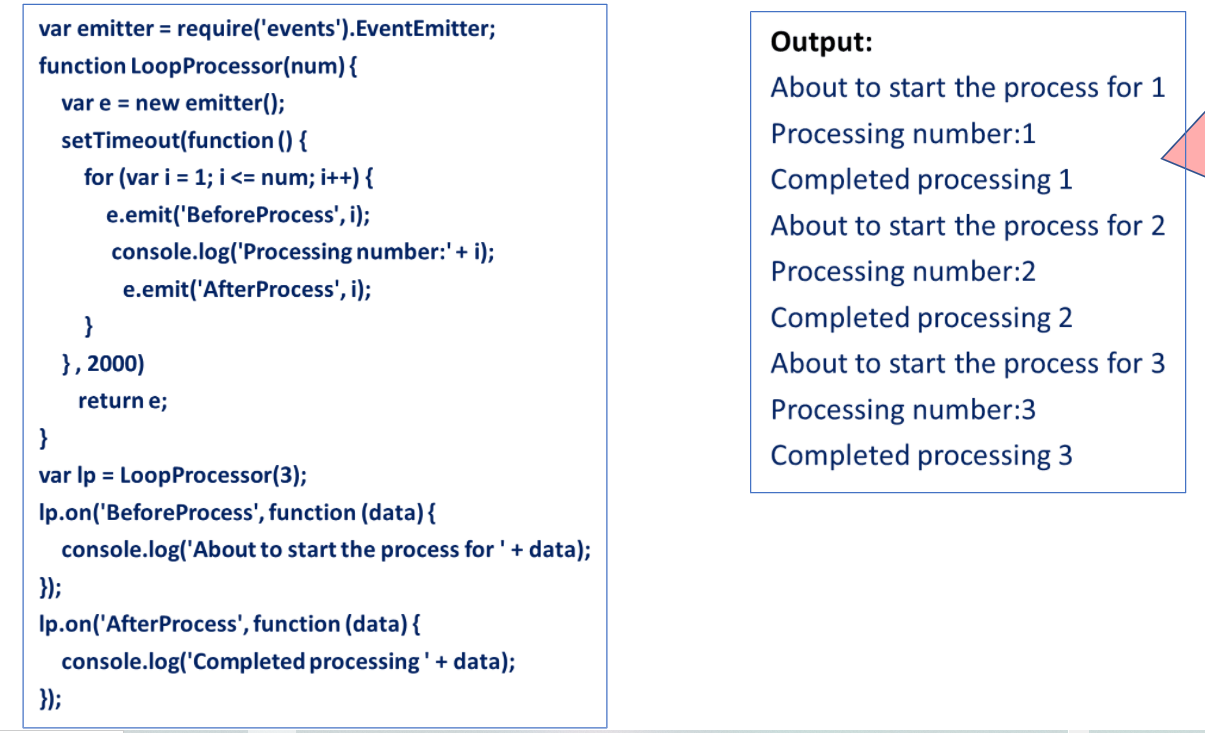 var emitter = require('events').EventEmitter;
function LoopProcessor(num) {
var e = new emitter();
setTimeout(function () {
for (var i = 1; i <= num; i++) {
e.emit('BeforeProcess', i);
console.log('Processing number:' + i);
e.emit('AfterProcess', i);
}
} , 2000)
return e;
}
var lp = LoopProcessor(3);
lp.on('BeforeProcess', function (data) {
console.log('About to start the process for ' + data);
});
lp.on('AfterProcess', function (data) {
console.log('Completed processing ' + data);
});
Output:
About to start the process for 1
Processing number:1
Completed processing 1
About to start the process for 2
Processing number:2
Completed processing 2
About to start the process for 3
Processing number:3
Completed processing 3